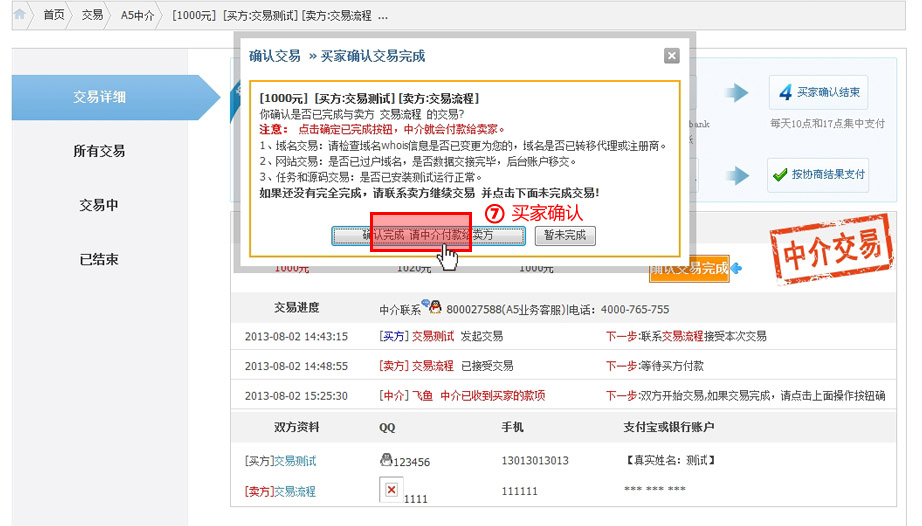 首页 交易 A5中介 [1000元] [买方:交易测试] [卖方:交易流程 ...
交易详细
所有交易
交易中
已结束
确认交易 » 买家确认交易完成
[1000元] [买方:交易测试] [卖方:交易流程]
你确认是否已完成与卖方 交易流程 的交易?
注意： 点击确定已完成按钮，中介就会付款给卖家。
1、域名交易：请检查域名whois信息是否已变更为您的，域名是否已转移代理或注册商。
2、网站交易：是否已过户域名，是否数据交接完毕，后台账户移交。
3、任务和源码交易：是否已安装测试运行正常。
如果还没有完全完成，请联系卖方继续交易 并点击下面未完成交易!
⑦ 买家确认
确认完成 请中介付款给卖方 暂未完成
4 买家确认结束
bank 每天10点和17点集中支付
按协商结果支付
中介交易
1000元 1020元 1000元 确认交易完成
交易进度 中介联系 800027588(A5业务客服)|电话: 4000-765-755
2013-08-02 14:43:15 [买方] 交易测试 发起交易 下一步:联系交易流程接受本次交易
2013-08-02 14:48:55 [卖方] 交易流程 已接受交易 下一步:等待买方付款
2013-08-02 15:25:30 [中介] 飞鱼 中介已收到买家的款项 下一步:双方开始交易,如果交易完成，请点击上面操作按钮确
双方资料 QQ 手机 支付宝或银行账户
[买方]交易测试 123456 13013013013 【真实姓名: 测试】
[卖方]交易流程 1111 111111 *** *** ***